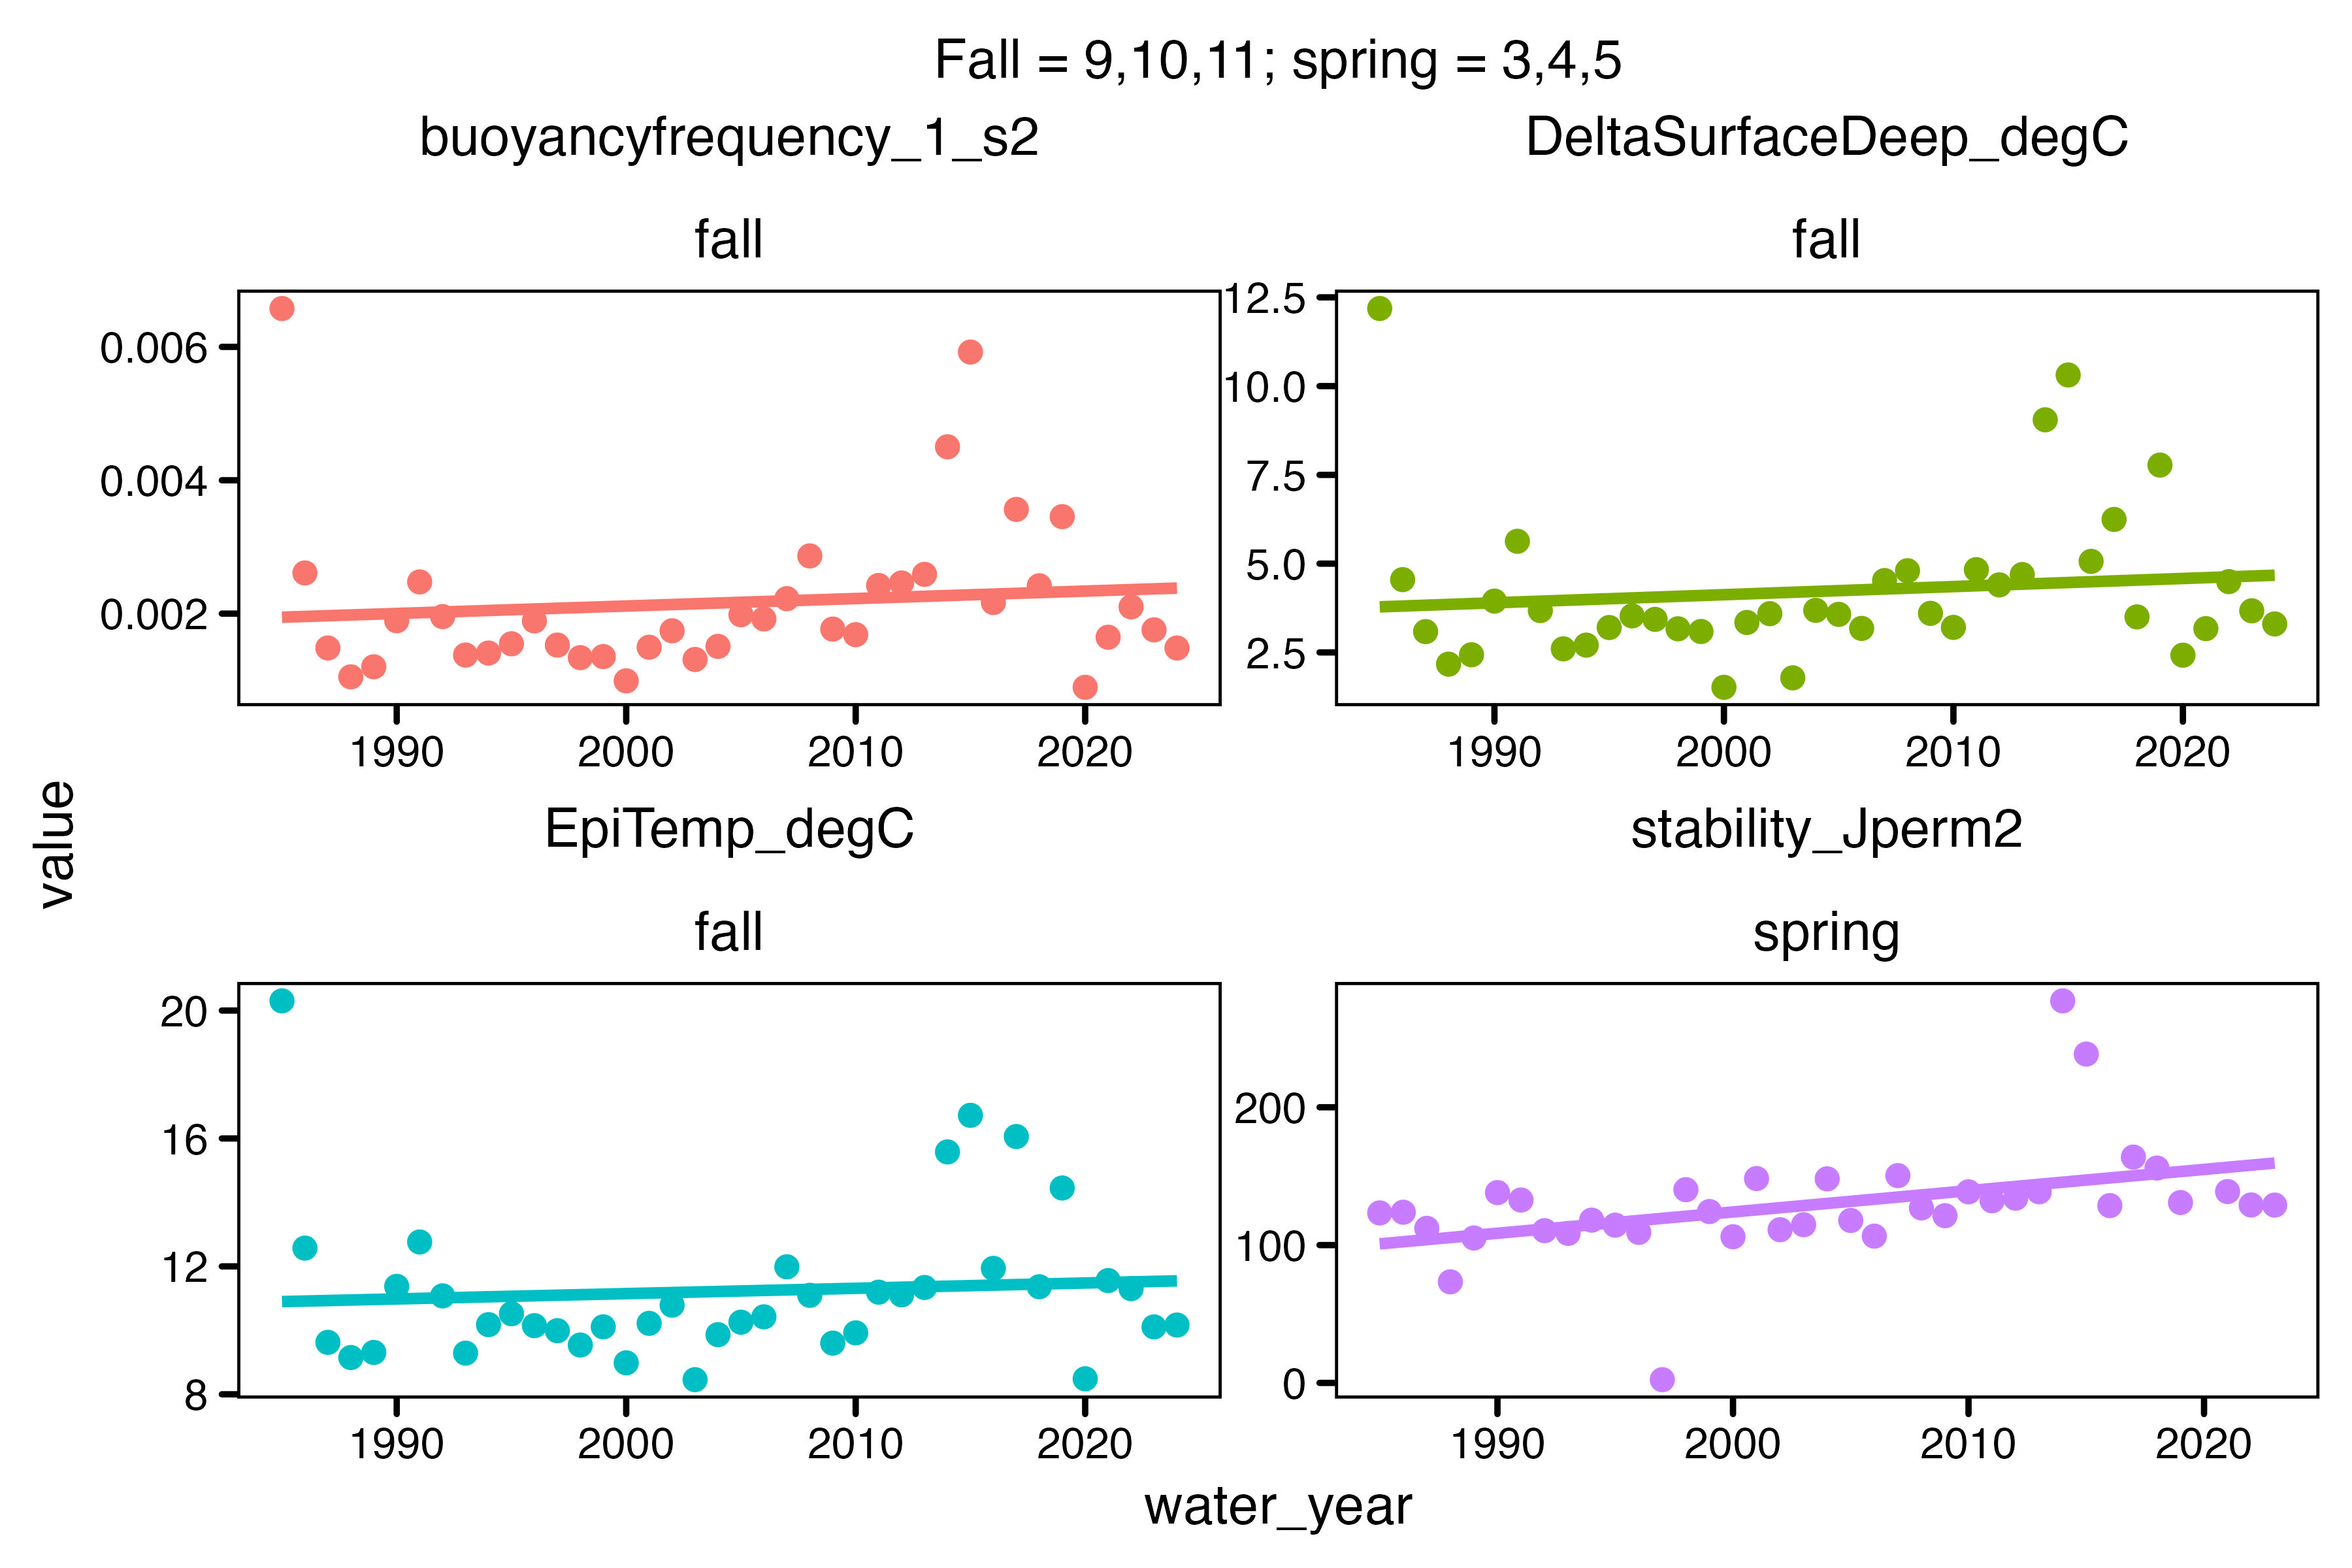 Fall = 9,10,11; spring = 3,4,5
buoyancyfrequency_1_s2
DeltaSurfaceDeep_degC
fall
fall
0.006
0.004
0.002
12.5
10.0
7.5
5.0
2.5
1990 2000 2010 2020
1990 2000 2010 2020
value
EpiTemp_degC
stability_Jperm2
fall
spring
20
16
12
8
200
100
0
1990 2000 2010 2020
1990 2000 2010 2020
water_year